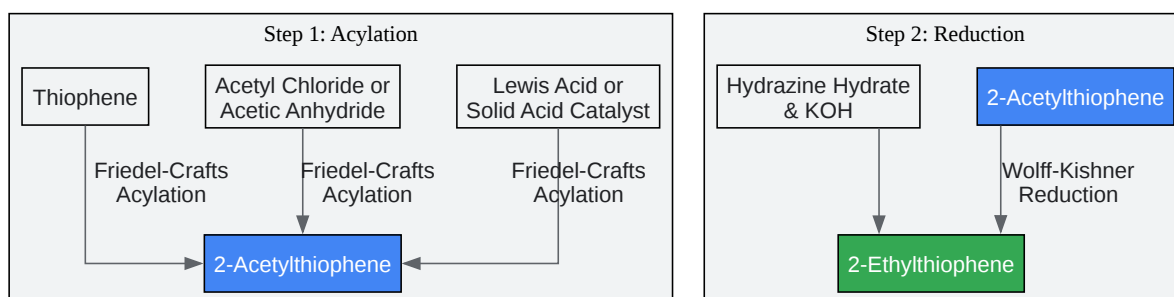 Step 1: Acylation
Thiophene
Acetyl Chloride or
Acetic Anhydride
Lewis Acid or
Solid Acid Catalyst
Friedel-Crafts
Acylation
Friedel-Crafts
Acylation
Friedel-Crafts
Acylation
2-Acetylthiophene
Step 2: Reduction
Hydrazine Hydrate
& KOH
2-Acetylthiophene
Wolff-Kishner
Reduction
2-Ethylthiophene